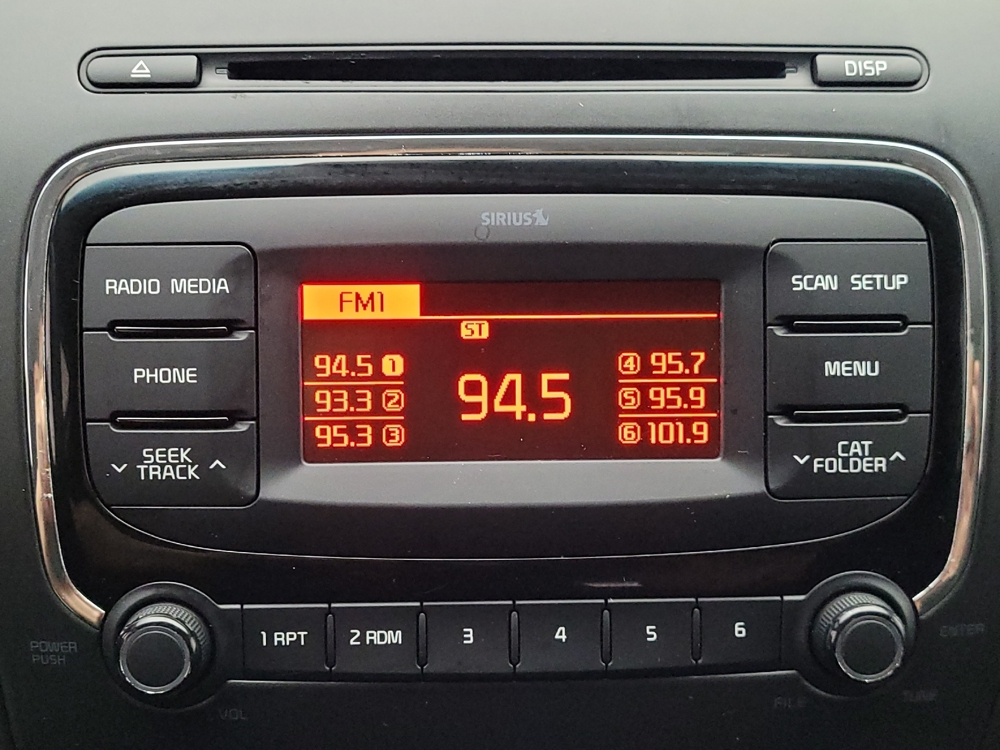 DISP
SIRIUS
RADIO MEDIA
PHONE
SEEK
TRACK
FM1
ST
94.5 1
93.3 2
95.3 3
94.5
4 95.7
5 95.9
6 101.9
SCAN SETUP
MENU
CAT
FOLDER
POWER
PUSH
VOL
1 RPT
2 RDM
3
4
5
6
ENTER
FILE
TUNE